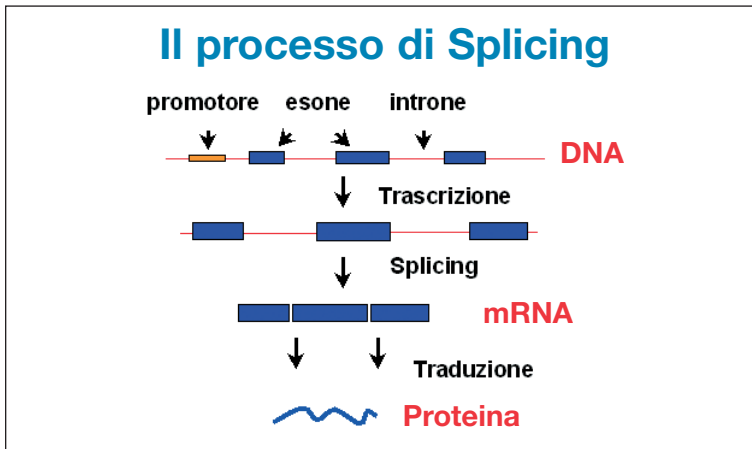 Il processo di Splicing
promotore esone introne
DNA
Trascrizione
Splicing
mRNA
Traduzione
Proteina